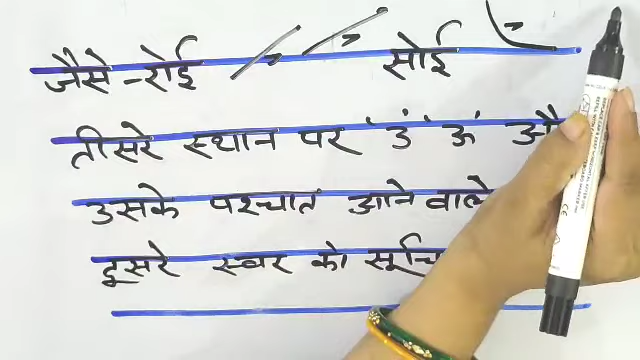 जैसे -रोई सोई
तीसरे स्थान पर 'उं' 'ऊं' औ
उसके पश्चात आने वाले
दूसरे स्वर को